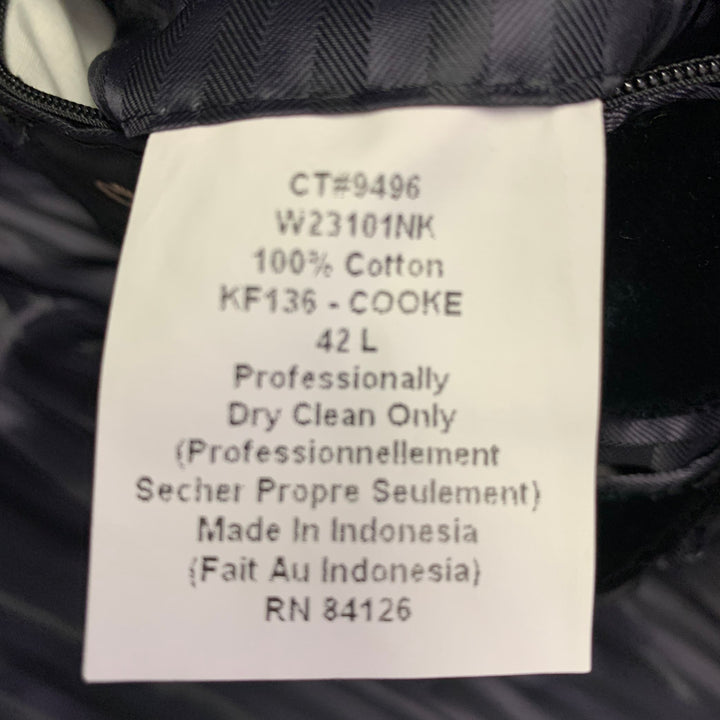 CT#9496
W23101NK
100% Cotton
KF136 - COOKE
42 L
Professionally
Dry Clean Only
(Professionnellement
Secher Propre Seulement)
Made In Indonesia
(Fait Au Indonesia)
RN 84126